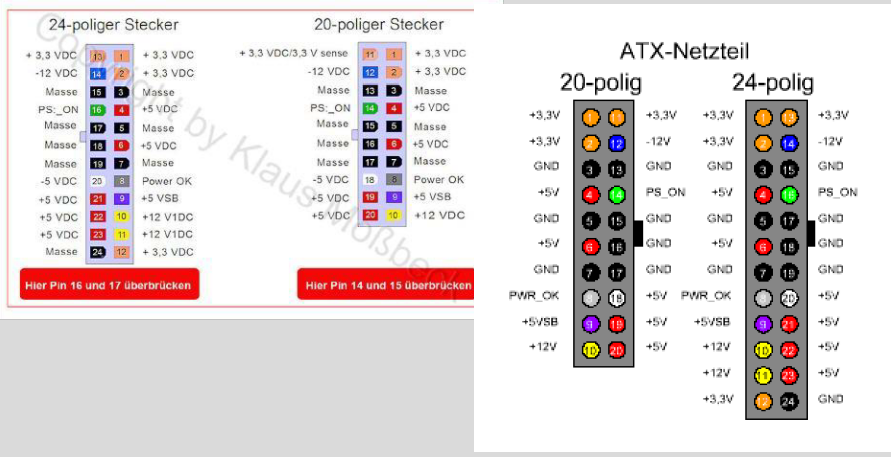 24-poliger Stecker
+ 3,3 VDC 13 1 + 3,3 VDC
-12 VDC 14 2 + 3,3 VDC
Masse 15 3 Masse
PS:_ON 16 4 +5 VDC
Masse 17 5 Masse
Masse 18 6 +5 VDC
Masse 19 7 Masse
-5 VDC 20 8 Power OK
+5 VDC 21 9 +5 VSB
+5 VDC 22 10 +12 V1DC
+5 VDC 23 11 +12 V1DC
Masse 24 12 + 3,3 VDC
Hier Pin 16 und 17 überbrücken
20-poliger Stecker
+ 3,3 VDC/3,3 V sense 11 1 + 3,3 VDC
-12 VDC 12 2 + 3,3 VDC
Masse 13 3 Masse
PS:_ON 14 4 +5 VDC
Masse 15 5 Masse
Masse 16 6 +5 VDC
Masse 17 7 Masse
-5 VDC 18 8 Power OK
+5 VDC 19 9 +5 VSB
+5 VDC 20 10 +12 VDC
Hier Pin 14 und 15 überbrücken
Copyright by Klaus Moßbeck
ATX-Netzteil
20-polig
+3,3V 1 11 +3,3V
+3,3V 2 12 -12V
GND 3 13 GND
+5V 4 14 PS_ON
GND 5 15 GND
+5V 6 16 GND
GND 7 17 GND
PWR_OK 8 18 +5V
+5VSB 9 19 +5V
+12V 10 20 +5V
24-polig
+3,3V 1 13 +3,3V
+3,3V 2 14 -12V
GND 3 15 GND
+5V 4 16 PS_ON
GND 5 17 GND
+5V 6 18 GND
GND 7 19 GND
PWR_OK 8 20 +5V
+5VSB 9 21 +5V
+12V 10 22 +5V
+12V 11 23 +5V
+3,3V 12 24 GND